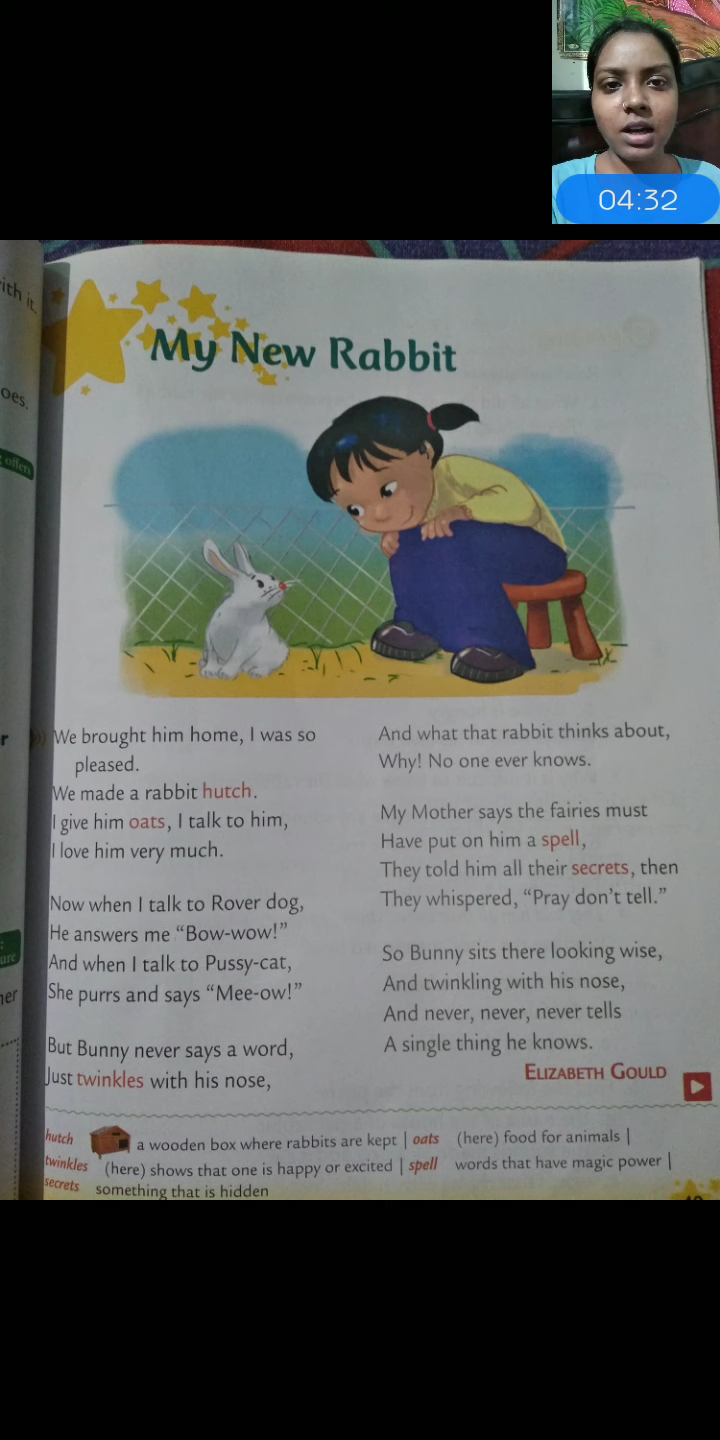 04:32
ith it.
oes.
offers
My New Rabbit
We brought him home, I was so
pleased.
We made a rabbit hutch.
I give him oats, I talk to him,
I love him very much.
Now when I talk to Rover dog,
He answers me “Bow-wow!”
And when I talk to Pussy-cat,
She purrs and says “Mee-ow!”
But Bunny never says a word,
Just twinkles with his nose,
And what that rabbit thinks about,
Why! No one ever knows.
My Mother says the fairies must
Have put on him a spell,
They told him all their secrets, then
They whispered, “Pray don’t tell.”
So Bunny sits there looking wise,
And twinkling with his nose,
And never, never, never tells
A single thing he knows.
ELIZABETH GOULD
hutch a wooden box where rabbits are kept | oats (here) food for animals |
twinkles (here) shows that one is happy or excited | spell words that have magic power |
secrets something that is hidden